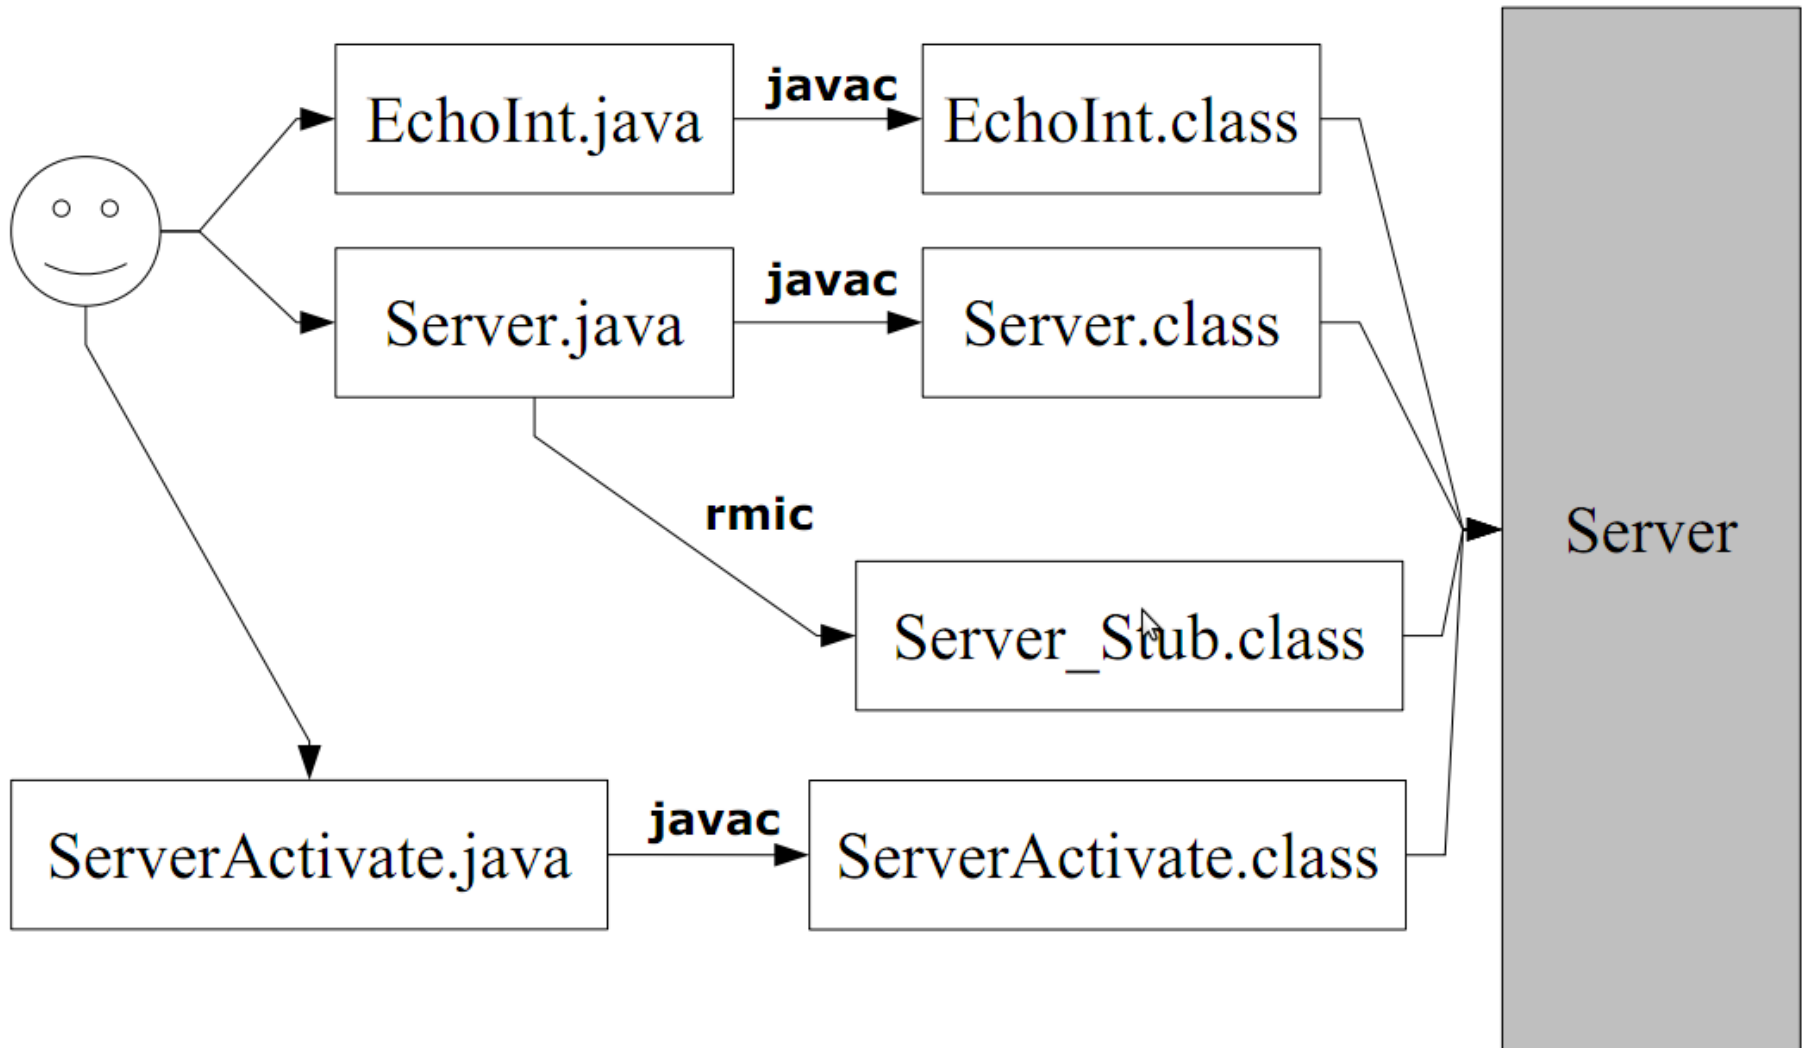 EchoInt.java
javac
EchoInt.class
Server.java
javac
Server.class
rmic
Server
Server_Stub.class
ServerActivate.java
javac
ServerActivate.class